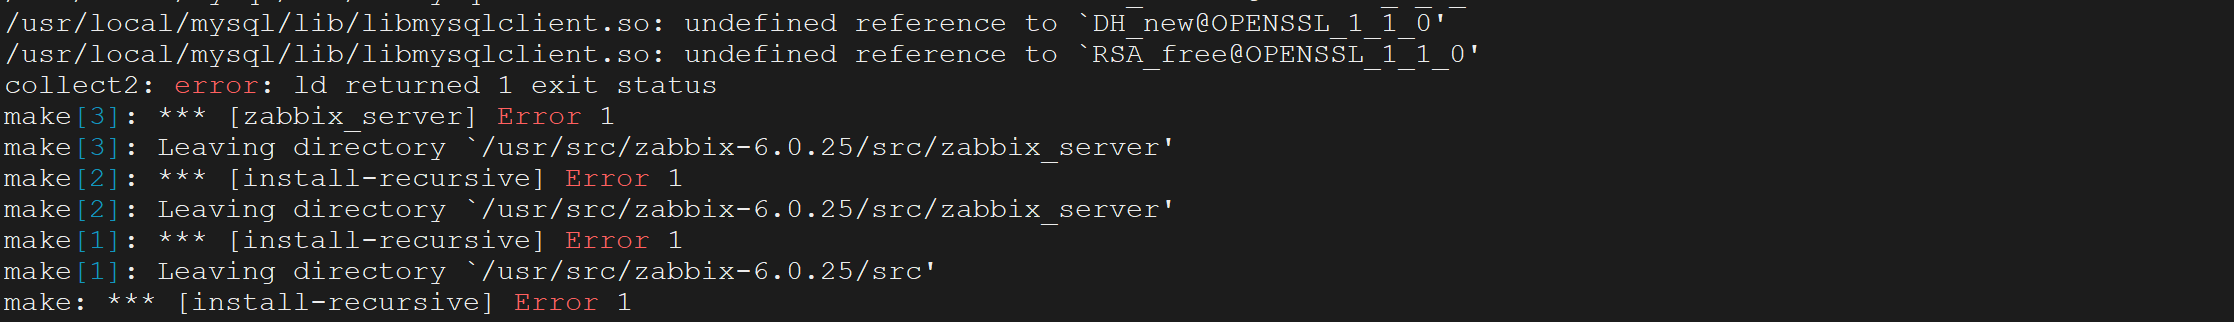 /usr/local/mysql/lib/libmysqlclient.so: undefined reference to `DH_new@OPENSSL_1_1_0'
/usr/local/mysql/lib/libmysqlclient.so: undefined reference to `RSA_free@OPENSSL_1_1_0'
collect2: error: ld returned 1 exit status
make[3]: *** [zabbix_server] Error 1
make[3]: Leaving directory `/usr/src/zabbix-6.0.25/src/zabbix_server'
make[2]: *** [install-recursive] Error 1
make[2]: Leaving directory `/usr/src/zabbix-6.0.25/src/zabbix_server'
make[1]: *** [install-recursive] Error 1
make[1]: Leaving directory `/usr/src/zabbix-6.0.25/src'
make: *** [install-recursive] Error 1